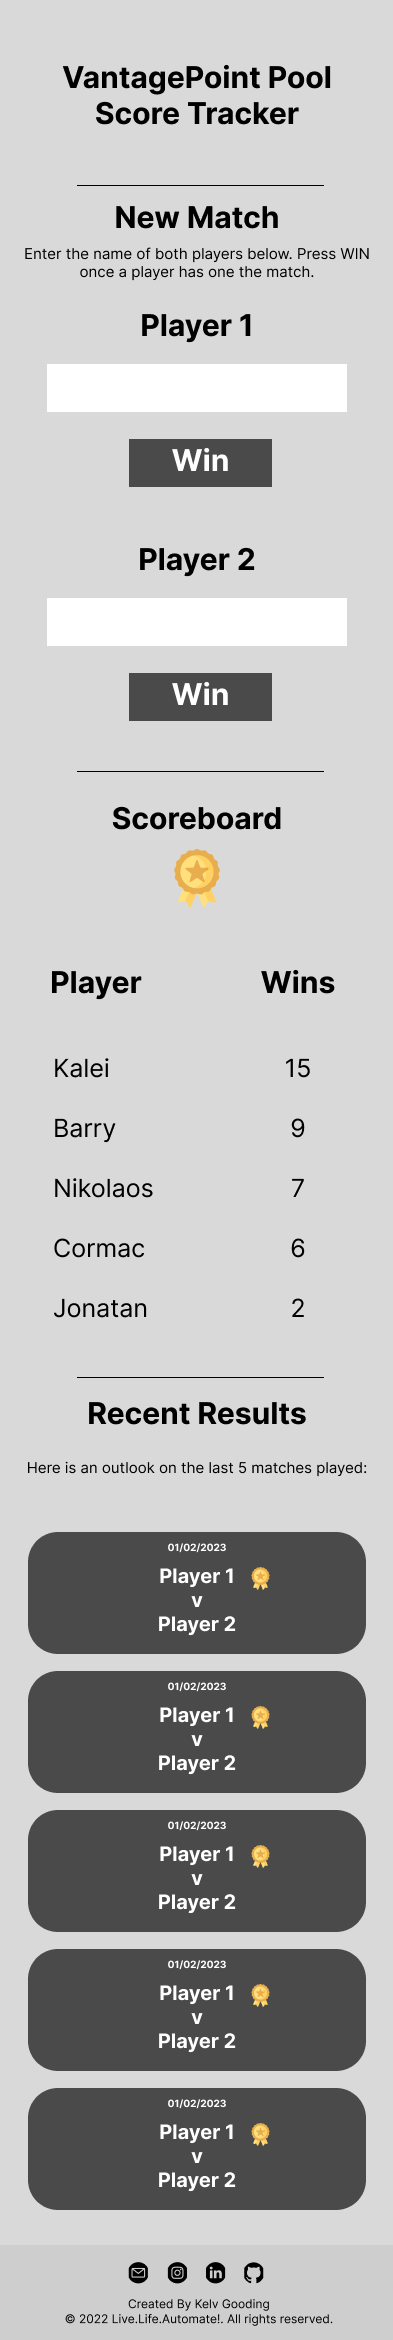 VantagePoint Pool
Score Tracker
New Match
Enter the name of both players below. Press WIN
once a player has one the match.
Player 1
Win
Player 2
Win
Scoreboard
Player Wins
Kalei 15
Barry 9
Nikolaos 7
Cormac 6
Jonatan 2
Recent Results
Here is an outlook on the last 5 matches played:
01/02/2023
Player 1
v
Player 2
01/02/2023
Player 1
v
Player 2
01/02/2023
Player 1
v
Player 2
01/02/2023
Player 1
v
Player 2
01/02/2023
Player 1
v
Player 2
in
Created By Kelv Gooding
© 2022 Live.Life.Automate!. All rights reserved.